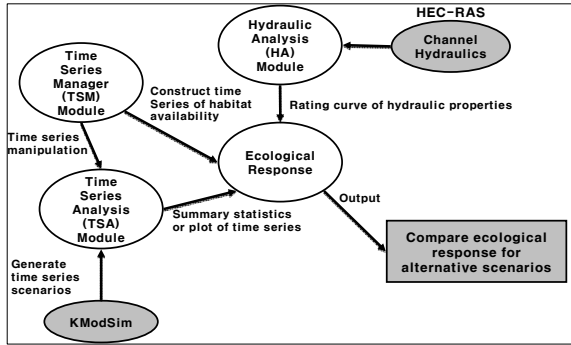 HEC-RAS
Channel
Hydraulics
Hydraulic
Analysis
(HA)
Module
Time
Series
Manager
(TSM)
Module
Construct time
Series of habitat
availability
Rating curve of hydraulic properties
Time series
manipulation
Ecological
Response
Time
Series
Analysis
(TSA)
Module
Summary statistics
or plot of time series
Output
Compare ecological
response for
alternative scenarios
Generate
time series
scenarios
KModSim